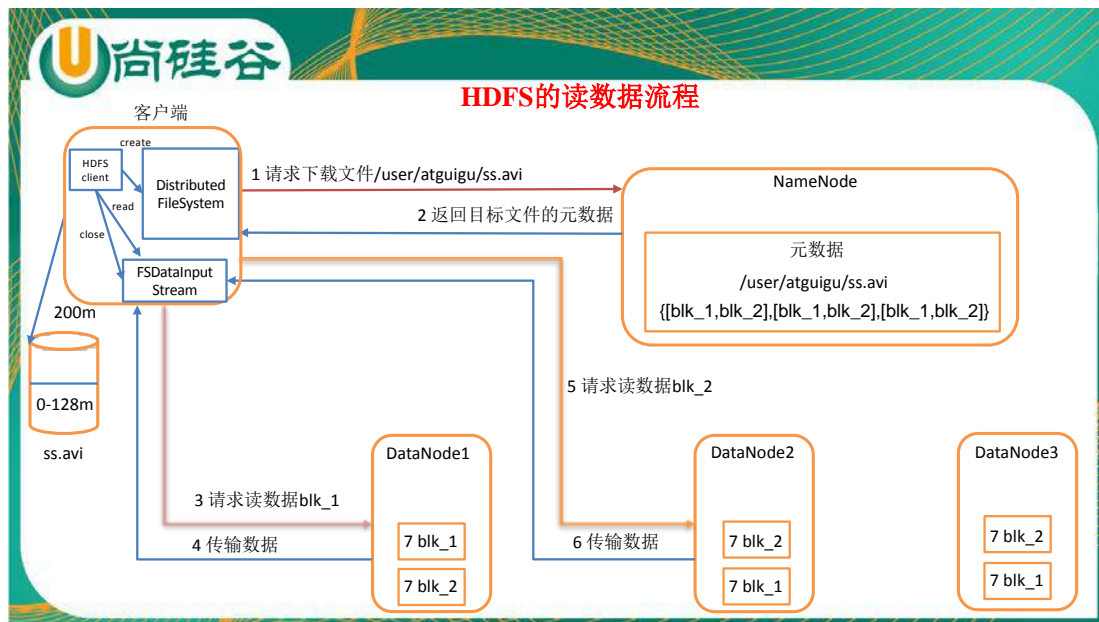 尚硅谷
HDFS的读数据流程
客户端
create
HDFS
client
Distributed
FileSystem
read
close
FSDataInput
Stream
1 请求下载文件/user/atguigu/ss.avi
2 返回目标文件的元数据
NameNode
元数据
/user/atguigu/ss.avi
{[blk_1,blk_2],[blk_1,blk_2],[blk_1,blk_2]}
200m
0-128m
ss.avi
5 请求读数据blk_2
3 请求读数据blk_1
4 传输数据
6 传输数据
DataNode1
7 blk_1
7 blk_2
DataNode2
7 blk_2
7 blk_1
DataNode3
7 blk_2
7 blk_1